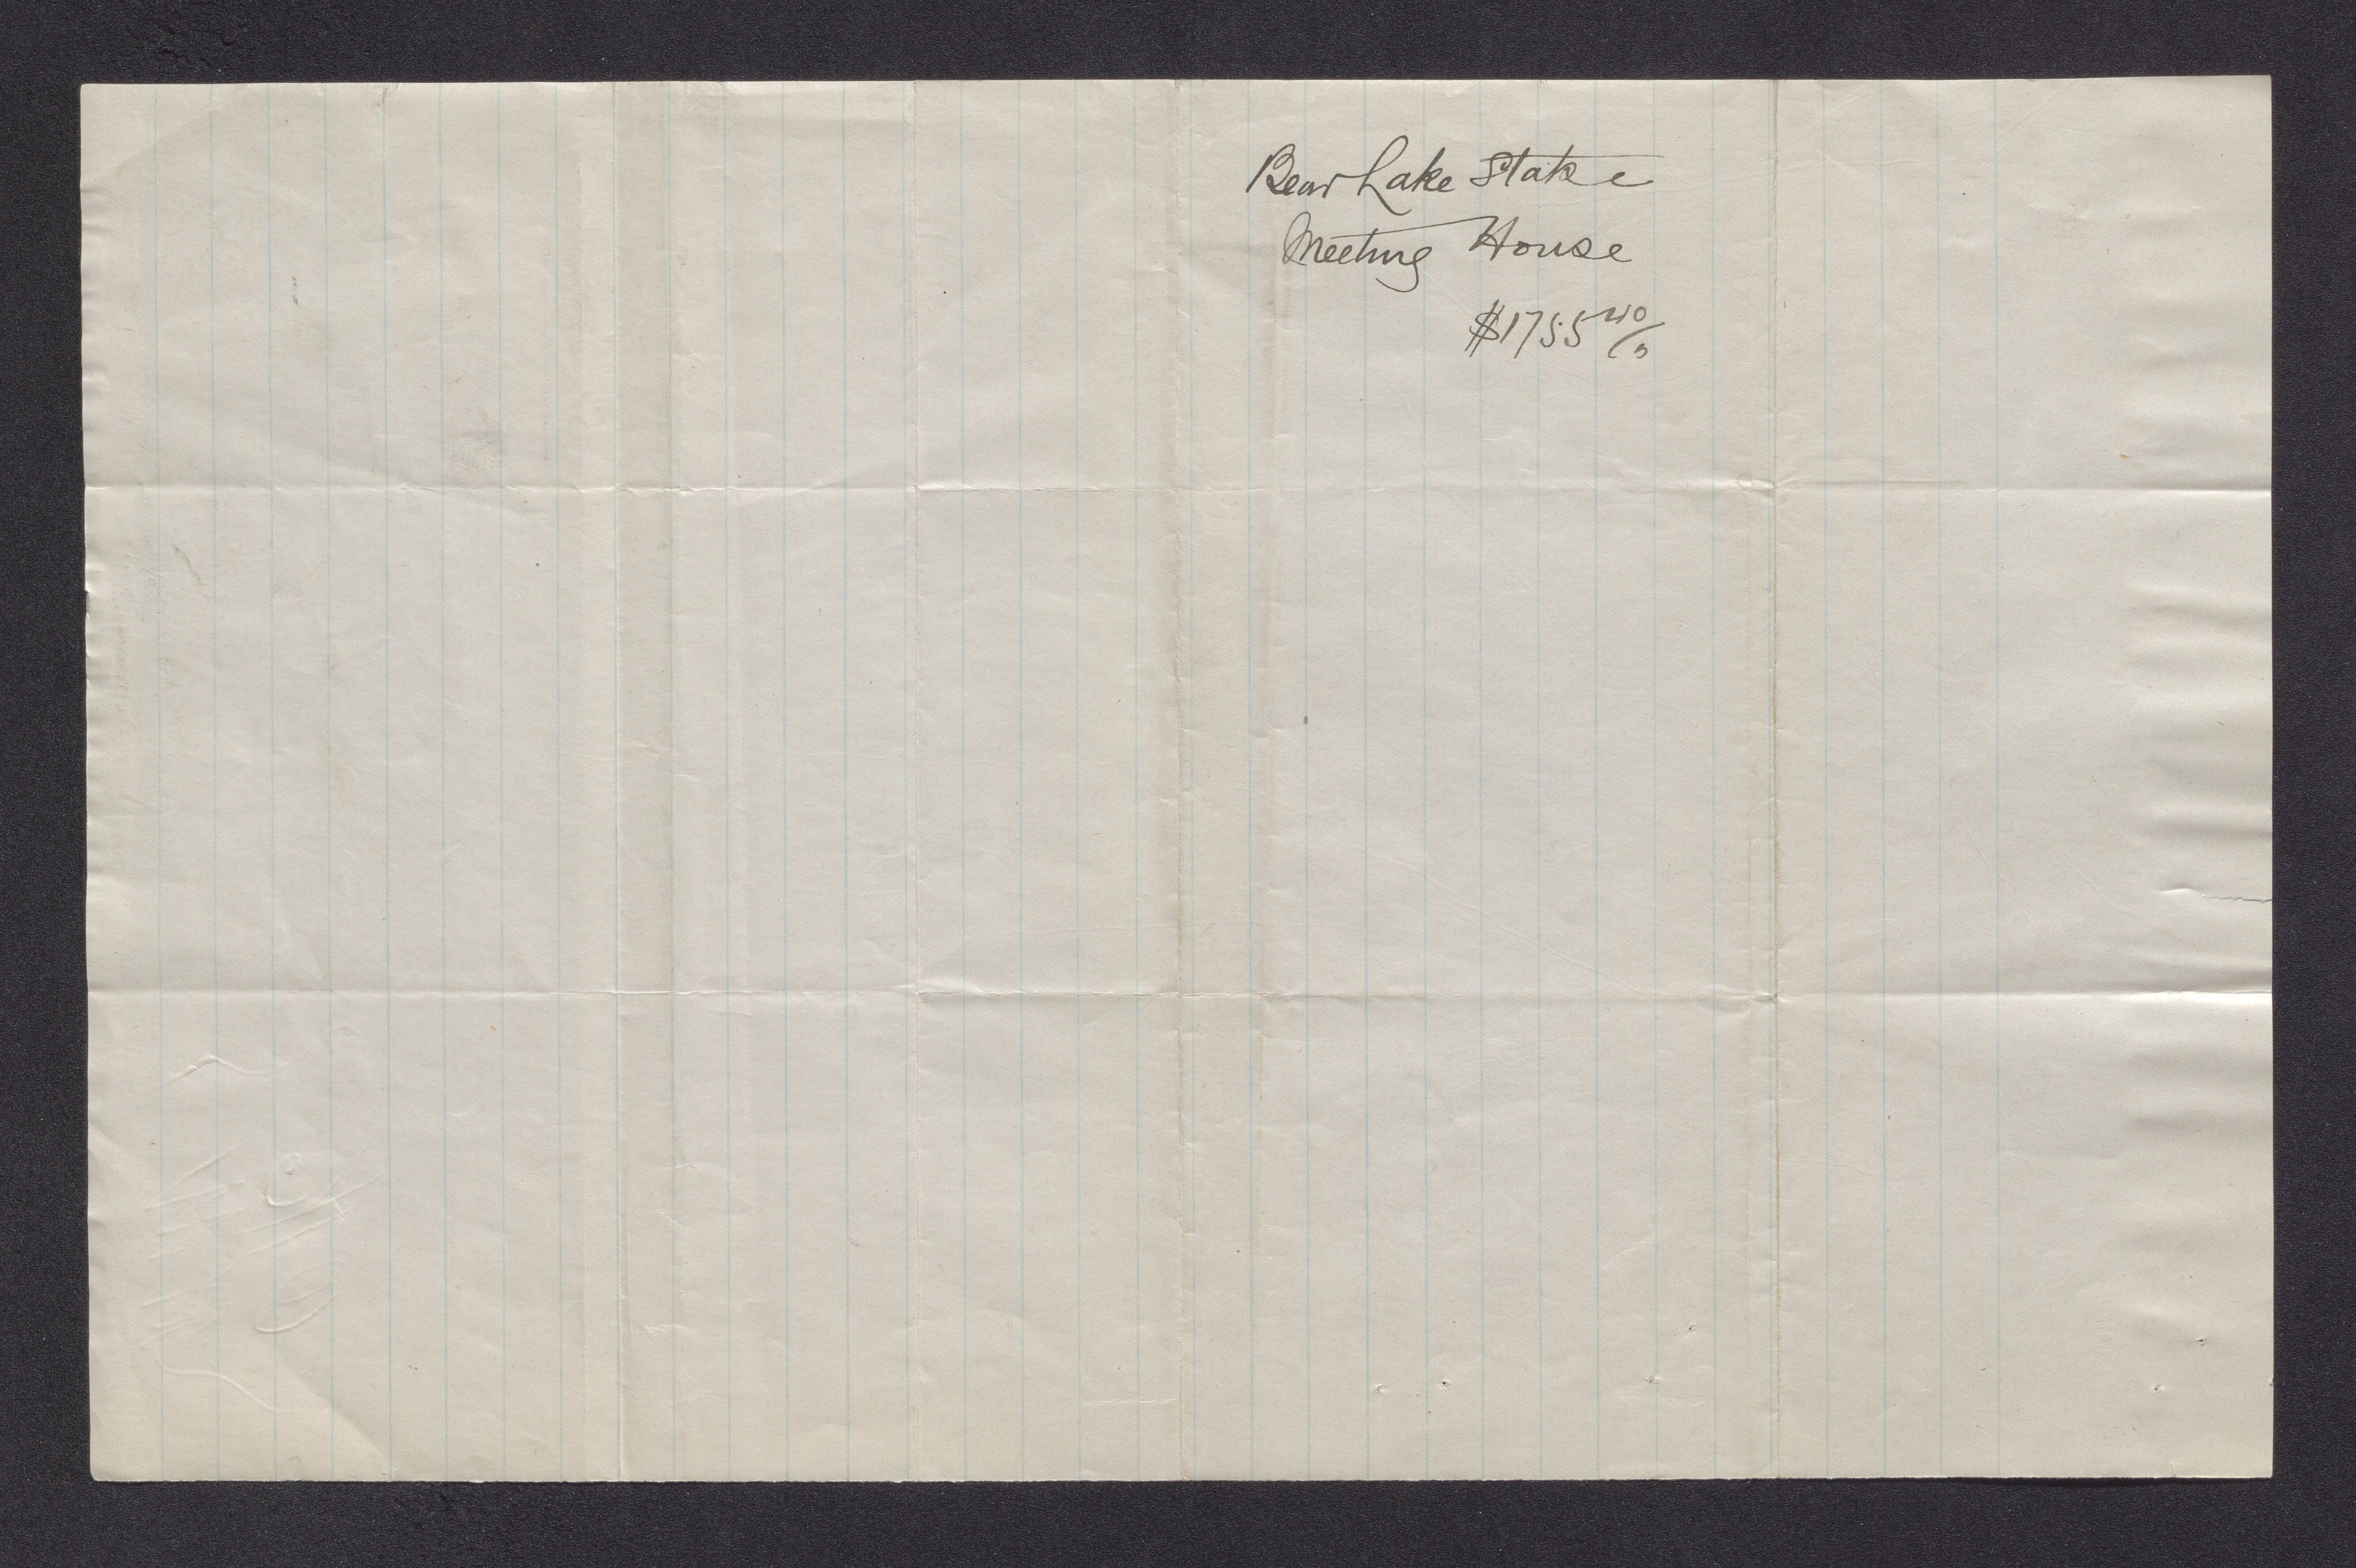 Bear Lake Stake
Meeting House
$1755 40/